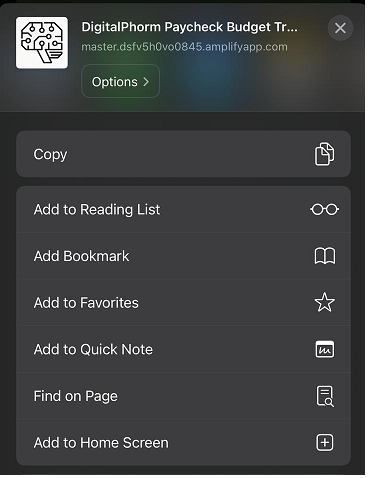 DigitalPhorm Paycheck Budget Tr...
master.dsfv5h0vo0845.amplifyapp.com
Options
Copy
Add to Reading List
Add Bookmark
Add to Favorites
Add to Quick Note
Find on Page
Add to Home Screen